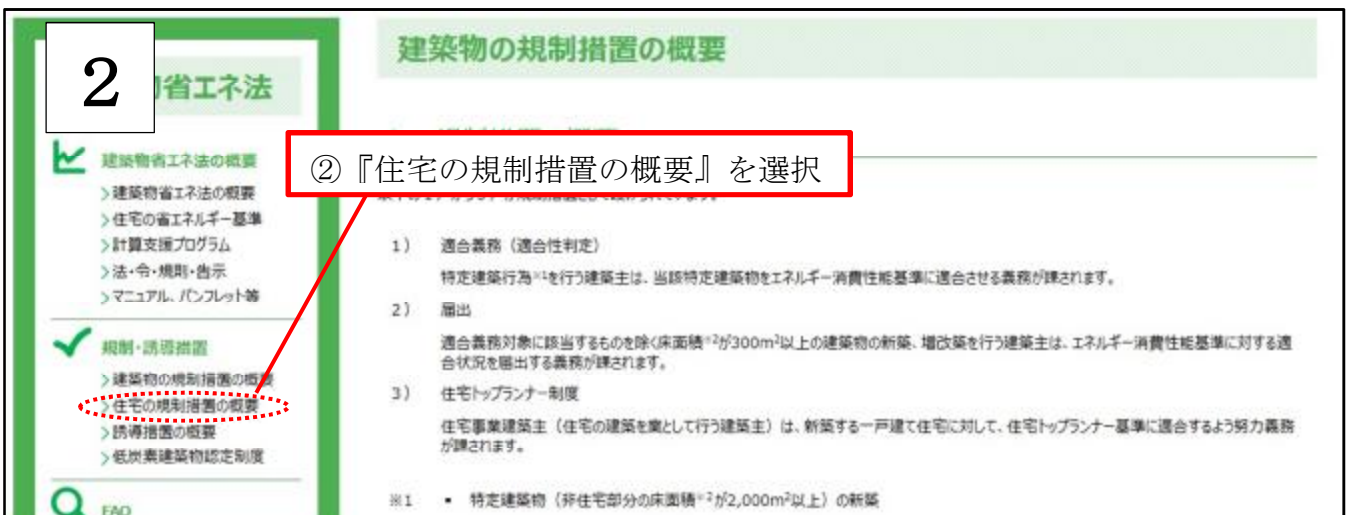 2
省エネ法
建築物省エネ法の概要
>建築物省エネ法の概要
>住宅の省エネルギー基準
>計算支援プログラム
>法・令・規則・告示
>マニュアル、パンフレット等
規制・誘導措置
>建築物の規制措置の概要
>住宅の規制措置の概要
>誘導措置の概要
>低炭素建築物認定制度
FAQ
建築物の規制措置の概要
②『住宅の規制措置の概要』を選択
1） 適合義務（適合性判定）
特定建築行為※1を行う建築主は、当該特定建築物をエネルギー消費性能基準に適合させる義務が課されます。
2） 届出
適合義務対象に該当するものを除く床面積※2が300m²以上の建築物の新築、増改築を行う建築主は、エネルギー消費性能基準に対する適
合状況を届出する義務が課されます。
3） 住宅トップランナー制度
住宅事業建築主（住宅の建築を業として行う建築主）は、新築する一戸建て住宅に対して、住宅トップランナー基準に適合するよう努力義務
が課されます。
※1 ▪ 特定建築物（非住宅部分の床面積※2が2,000m²以上）の新築